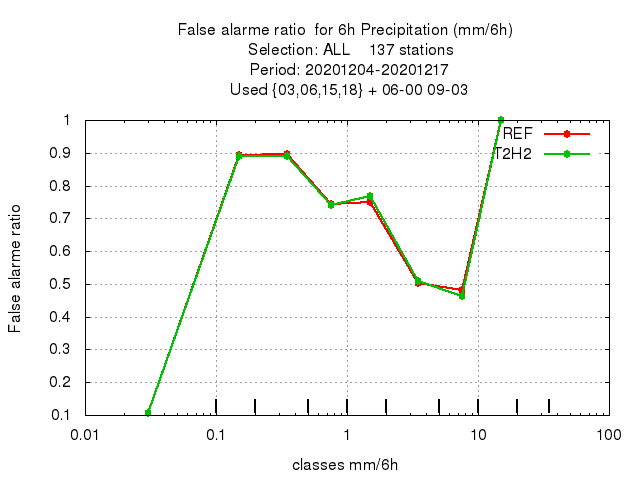 False alarme ratio  for 6h Precipitation (mm/6h)
Selection: ALL    137 stations
Period: 20201204-20201217
Used {03,06,15,18} + 06-00 09-03
REF
T2H2
1
0.9
0.8
0.7
0.6
0.5
0.4
0.3
0.2
0.1
False alarme ratio
0.01 0.1 1 10 100
classes mm/6h